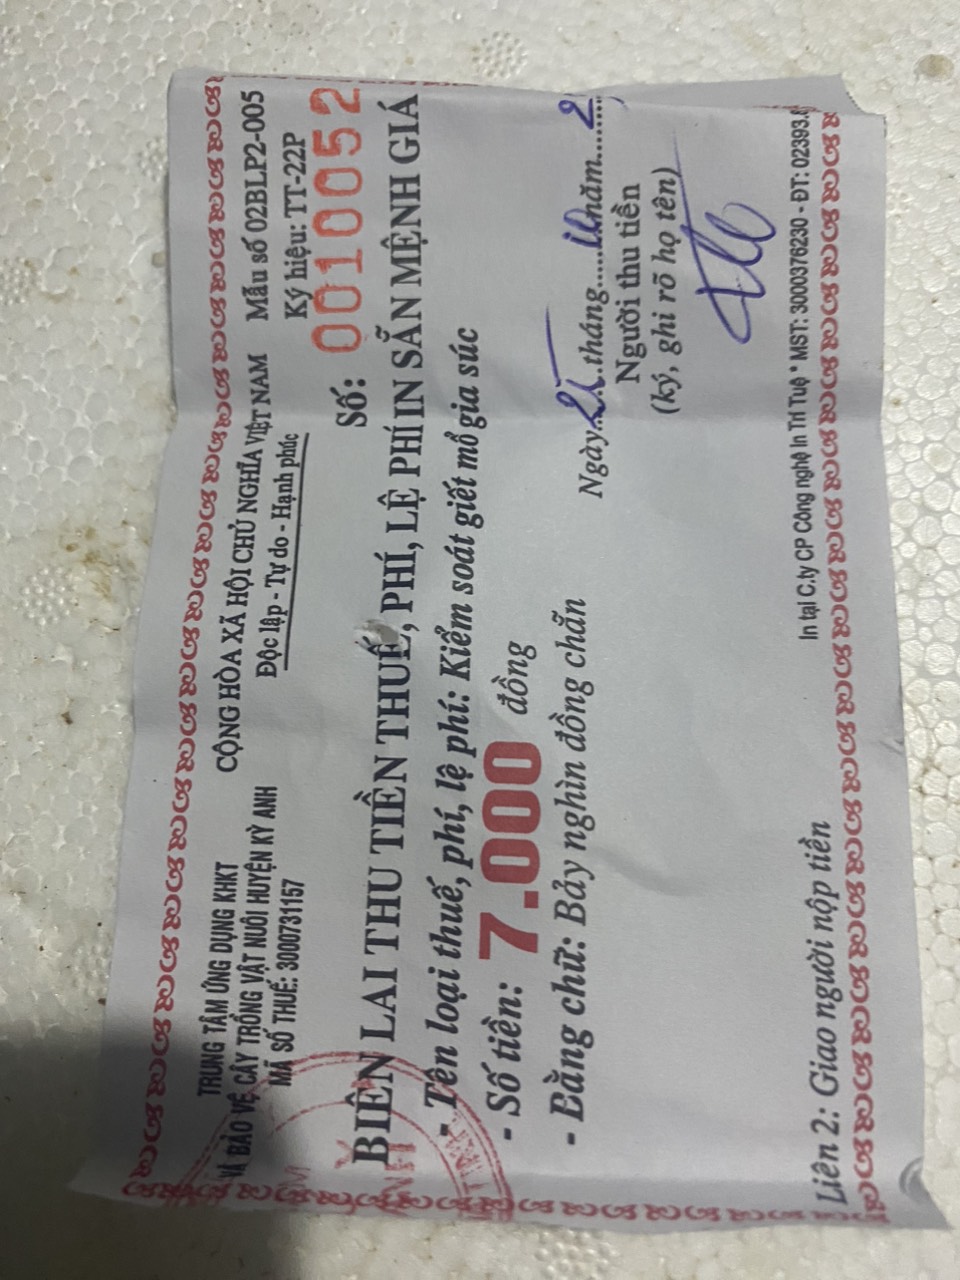 TRUNG TÂM ỨNG DỤNG KHKT
VÀ BẢO VỆ CÂY TRỒNG VẬT NUÔI HUYỆN KỲ ANH
MÃ SỐ THUẾ: 3000731157
CỘNG HÒA XÃ HỘI CHỦ NGHĨA VIỆT NAM
Độc lập - Tự do - Hạnh phúc
Mẫu số 02BLP2-005
Ký hiệu: TT-22P
Số: 0010052
BIÊN LAI THU TIỀN THUẾ, PHÍ, LỆ PHÍ IN SẴN MỆNH GIÁ
- Tên loại thuế, phí, lệ phí: Kiểm soát giết mổ gia súc
- Số tiền: 7.000 đồng
- Bằng chữ: Bảy nghìn đồng chẵn
Ngày...tháng...năm...2
Người thu tiền
(ký, ghi rõ họ tên)
Liên 2: Giao người nộp tiền
In tại C.ty CP Công nghệ In Trí Tuệ * MST: 3000376230 - ĐT: 02393.